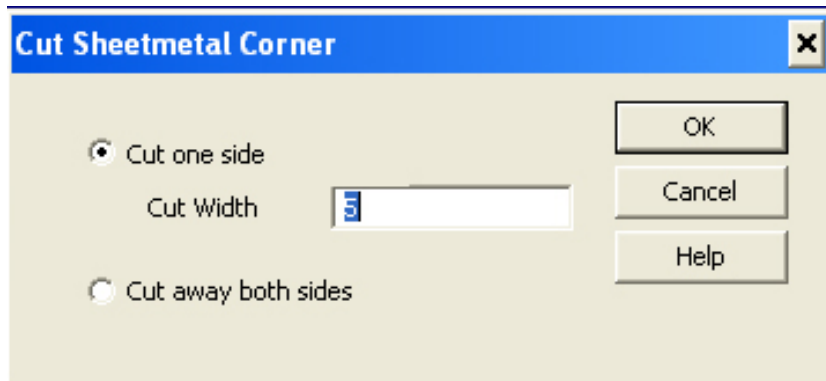 Cut Sheetmetal Corner
OK
Cut one side
Cut Width 5
Cancel
Help
Cut away both sides